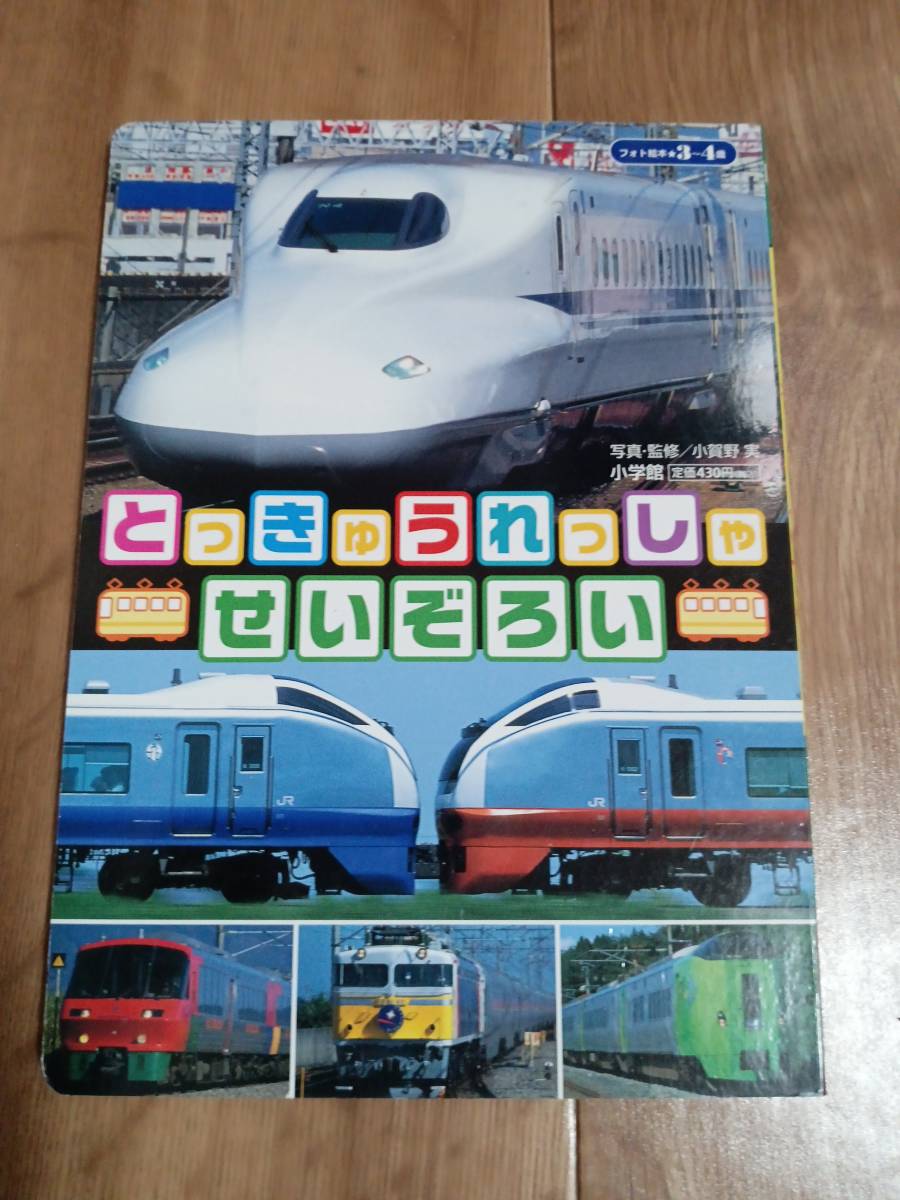 フォト絵本★3~4歳
写真・監修/小賀野 実
小学館 定価430円
とっきゅうれっしゃ
せいぞろい
JR
JR